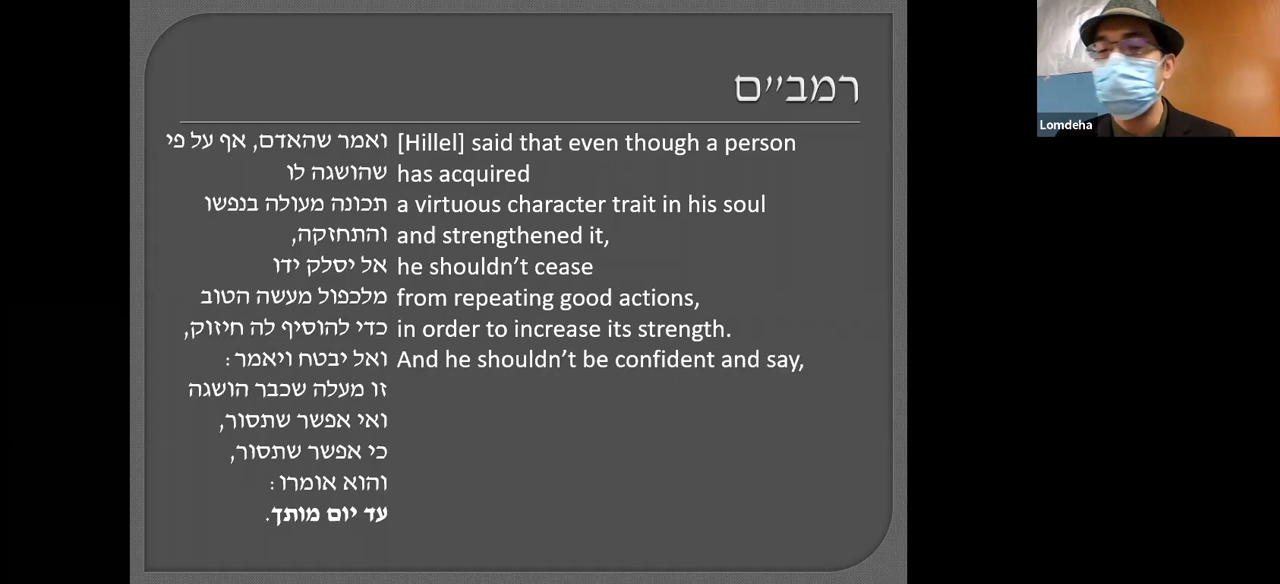 רמב״ם
ואמר שהאדם, אף על פי
שהושגה לו
תכונה מעולה בנפשו
והתחזקה,
אל יסלק ידו
מלכפול מעשה הטוב
כדי להוסיף לה חיזוק,
ואל יבטח ויאמר:
זו מעלה שכבר הושגה
ואי אפשר שתסור,
כי אפשר שתסור,
והוא אומרו:
עד יום מותך.
[Hillel] said that even though a person
has acquired
a virtuous character trait in his soul
and strengthened it,
he shouldn’t cease
from repeating good actions,
in order to increase its strength.
And he shouldn’t be confident and say,
Lomdeha